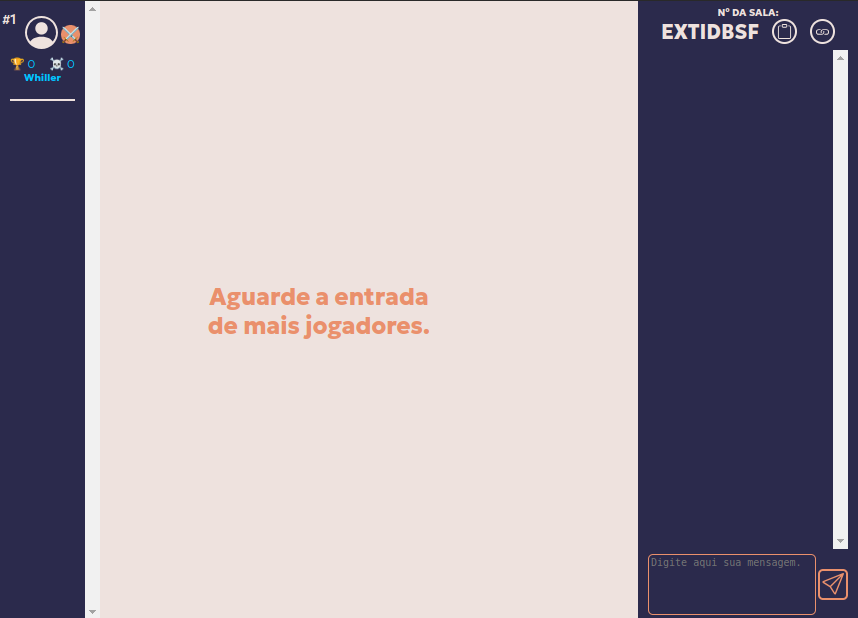 #1
🏆 0 ☠ 0
Whiller
Aguarde a entrada
de mais jogadores.
Nº DA SALA:
EXTIDBSF
Digite aqui sua mensagem.